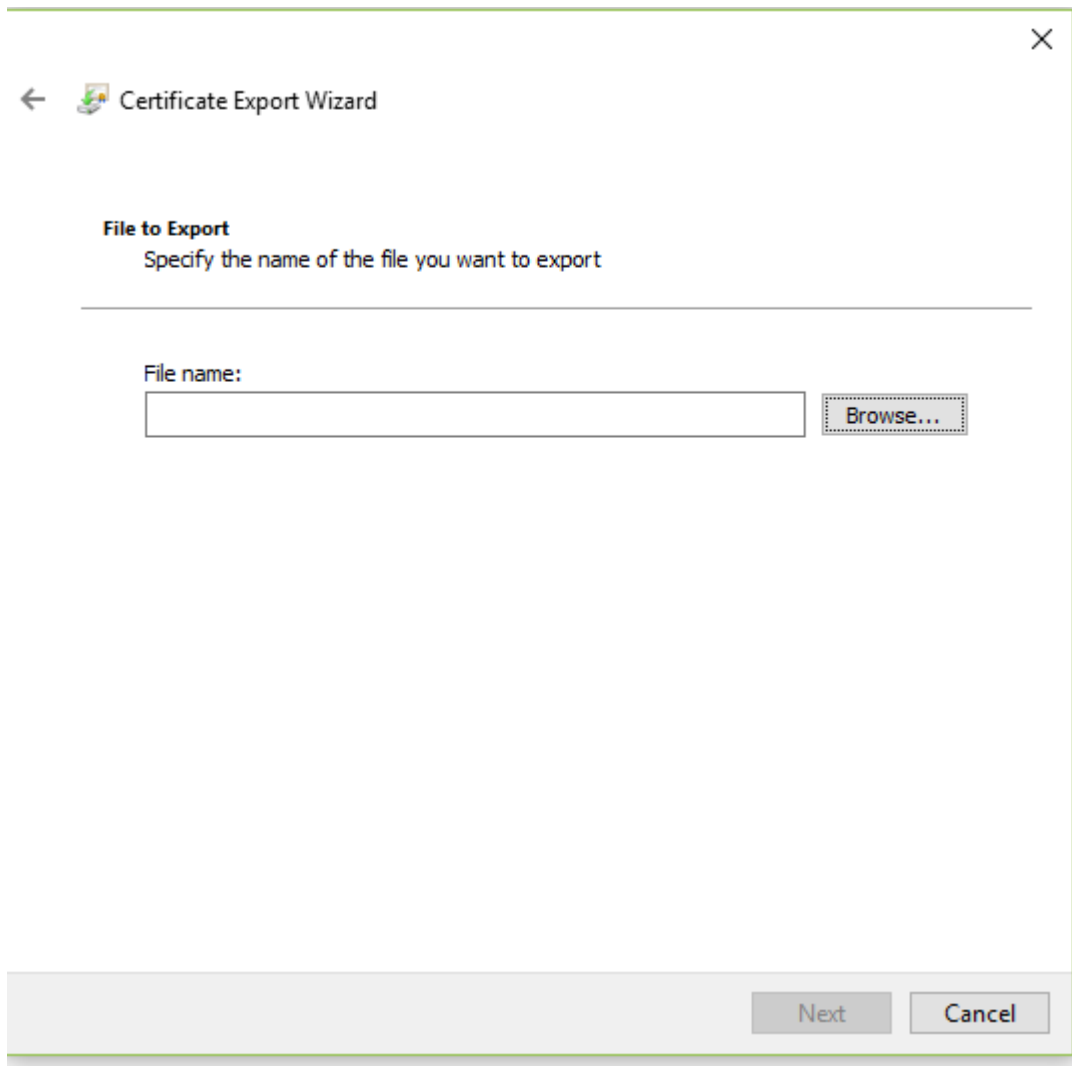 Certificate Export Wizard
File to Export
Specify the name of the file you want to export
File name:
Browse...
Next
Cancel